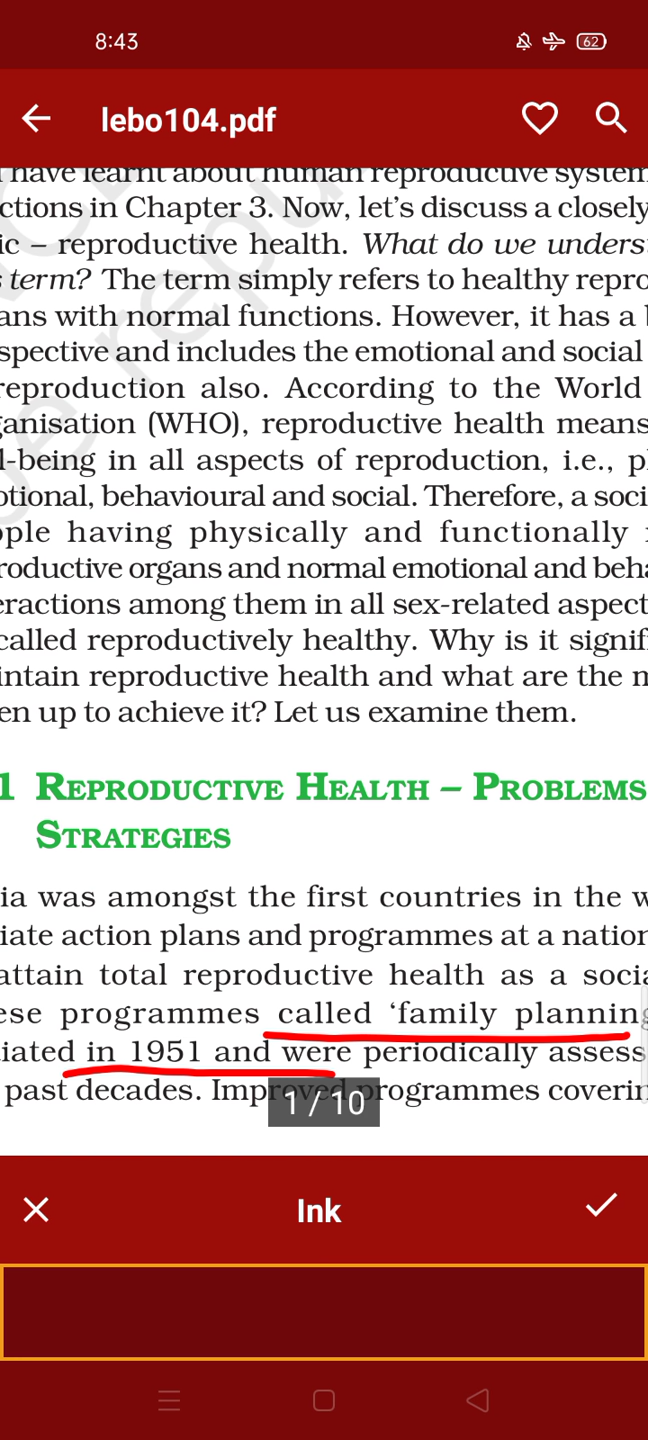 8:43
62
lebo104.pdf
have learnt about human reproductive system
ctions in Chapter 3. Now, let's discuss a closely
ic – reproductive health. What do we unders
s term? The term simply refers to healthy repro
ans with normal functions. However, it has a
spective and includes the emotional and social
reproduction also. According to the World
ganisation (WHO), reproductive health means
l-being in all aspects of reproduction, i.e., p
otional, behavioural and social. Therefore, a soci
ople having physically and functionally
roductive organs and normal emotional and beha
eractions among them in all sex-related aspect
called reproductively healthy. Why is it signif
intain reproductive health and what are the m
en up to achieve it? Let us examine them.
1 REPRODUCTIVE HEALTH – PROBLEMS
STRATEGIES
ia was amongst the first countries in the w
iate action plans and programmes at a nation
attain total reproductive health as a socia
ese programmes called 'family planning
iated in 1951 and were periodically assess
past decades. Improved programmes coverin
1 / 10
Ink